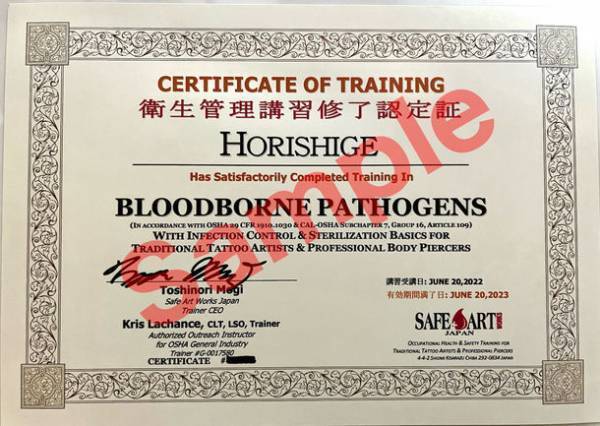 CERTIFICATE OF TRAINING
衛生管理講習修了認定証
HORISHIGE
Has Satisfactorily Completed Training In
BLOODBORNE PATHOGENS
(IN ACCORDANCE WITH OSHA 29 CFR 1910.1030 & CAL-OSHA SUBCHAPTER 7, GROUP 16, ARTICLE 109)
WITH INFECTION CONTROL & STERILIZATION BASICS FOR
TRADITIONAL TATTOO ARTISTS & PROFESSIONAL BODY PIERCERS
Sample
Toshinori Mogi
Safe Art Works Japan
Trainer CEO
Kris Lachance, CLT, LSO, Trainer
Authorized Outreach Instructor
for OSHA General Industry
Trainer #G-0017580
CERTIFICATE #
講習受講日: JUNE 20,2022
有効期間満了日: JUNE 20,2023
SAFE ART WORKS
JAPAN
OCCUPATIONAL HEALTH & SAFETY TRAINING FOR
TRADITIONAL TATTOO ARTISTS & PROFESSIONAL PIERCERS